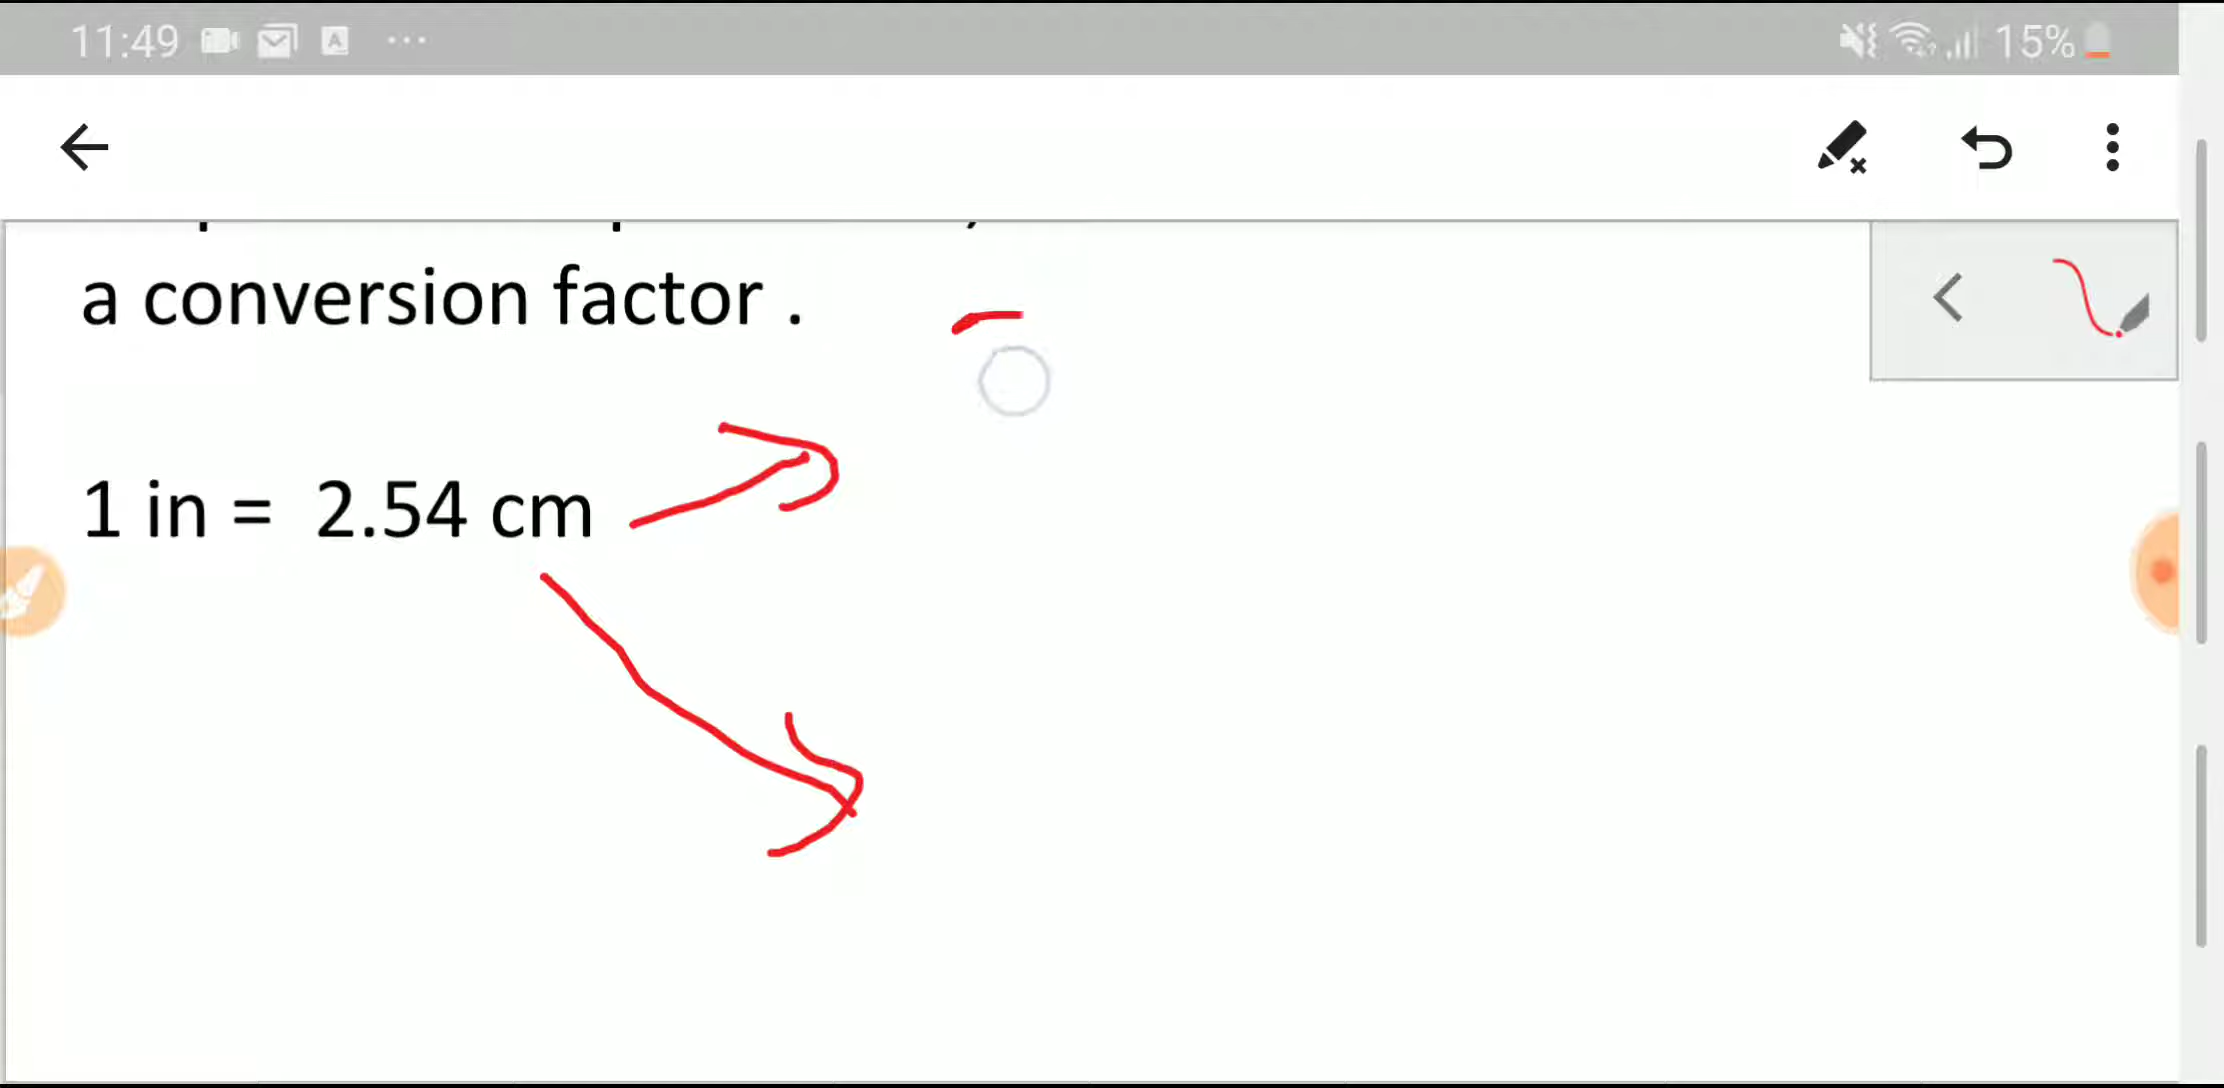 11:49 A ... 15%
a conversion factor .
1 in = 2.54 cm